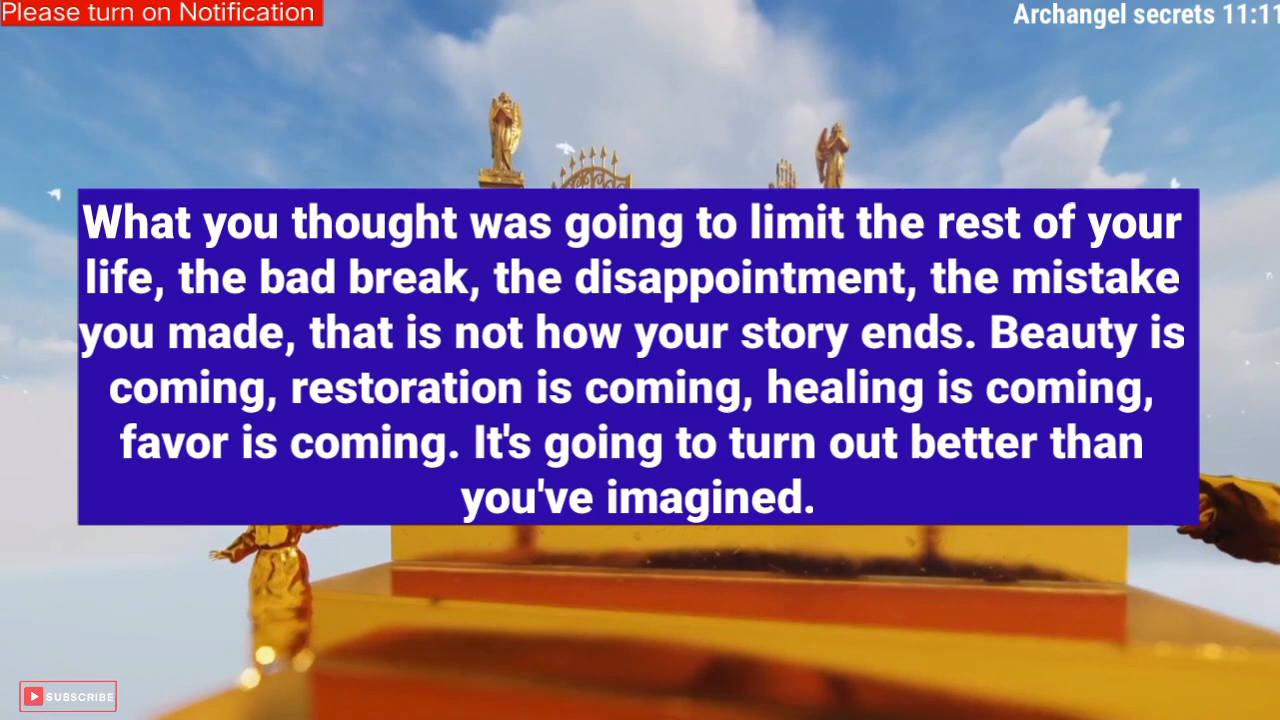 Please turn on Notification
Archangel secrets 11:11
What you thought was going to limit the rest of your
life, the bad break, the disappointment, the mistake
you made, that is not how your story ends. Beauty is
coming, restoration is coming, healing is coming,
favor is coming. It's going to turn out better than
you've imagined.
SUBSCRIBE